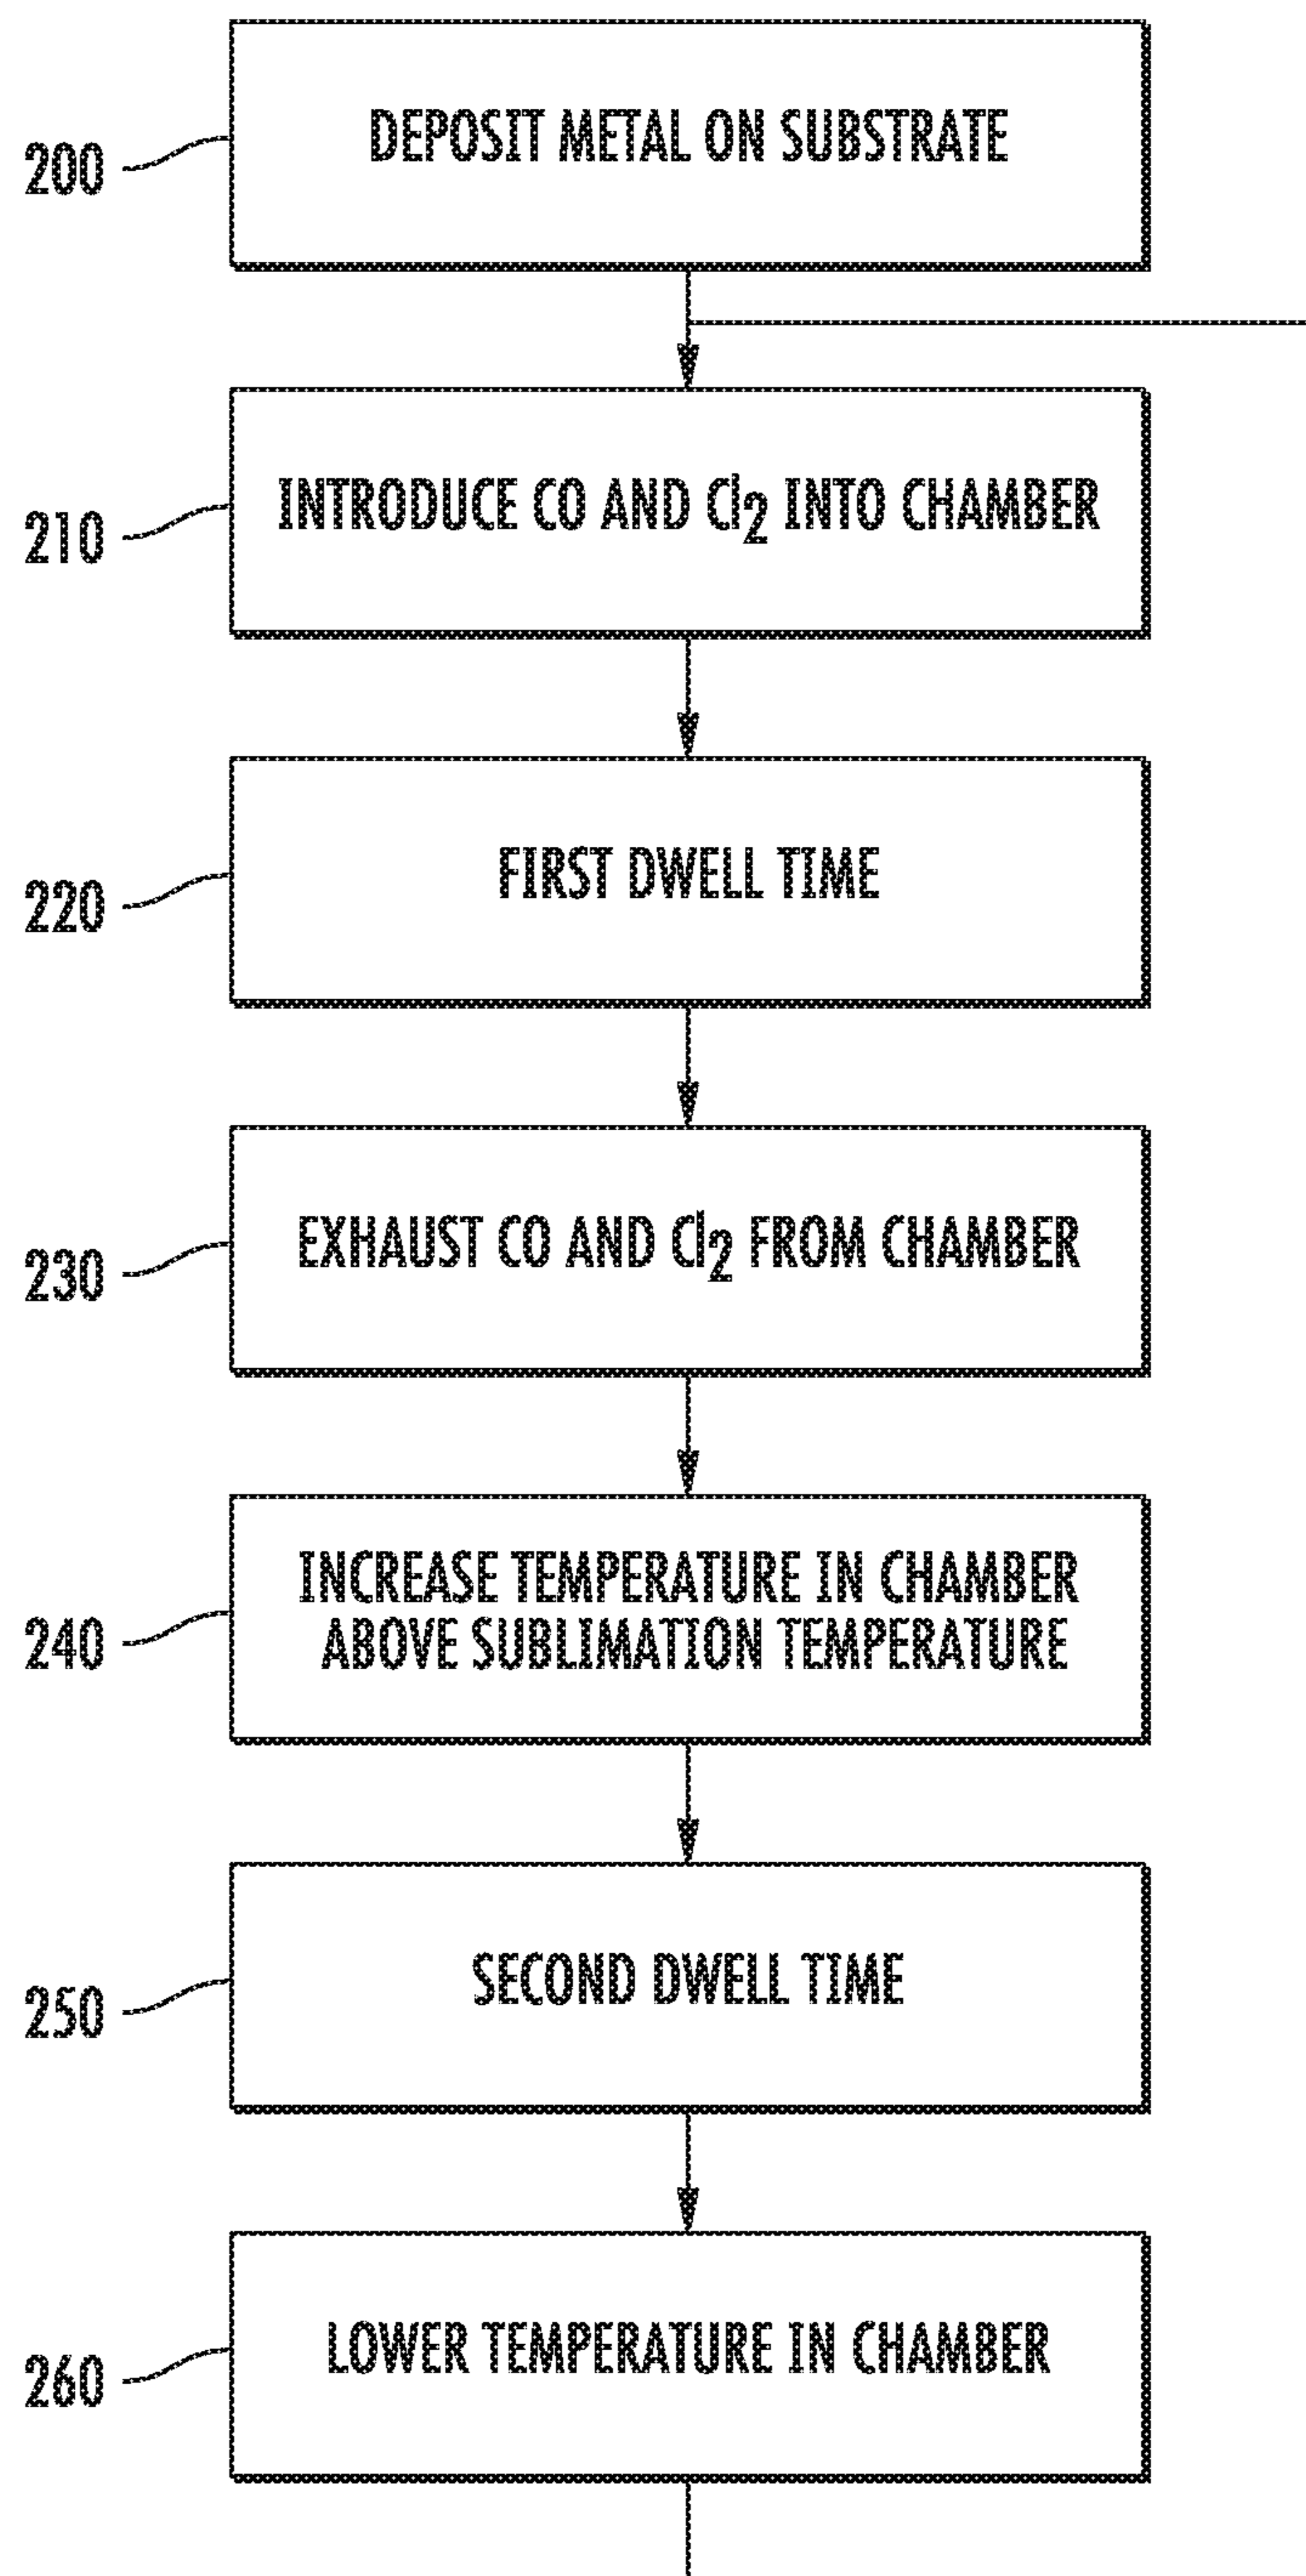 200
DEPOSIT METAL ON SUBSTRATE
210
INTRODUCE CO AND Cl2 INTO CHAMBER
220
FIRST DWELL TIME
230
EXHAUST CO AND Cl2 FROM CHAMBER
240
INCREASE TEMPERATURE IN CHAMBER
ABOVE SUBLIMATION TEMPERATURE
250
SECOND DWELL TIME
260
LOWER TEMPERATURE IN CHAMBER